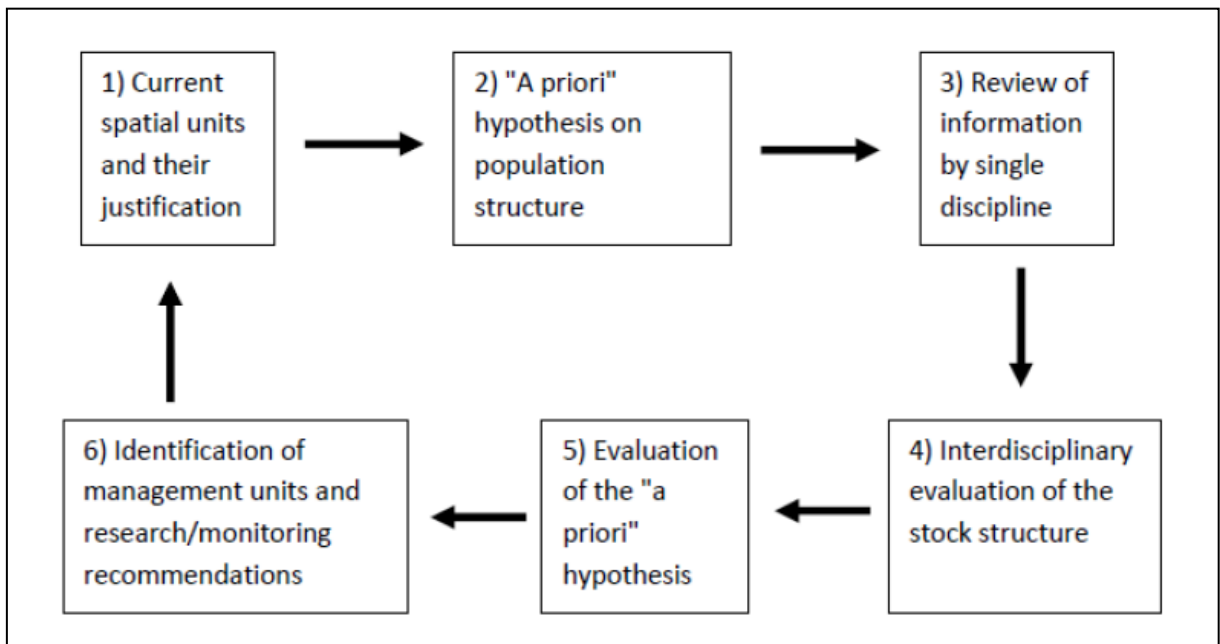 1) Current
spatial units
and their
justification
2) "A priori"
hypothesis on
population
structure
3) Review of
information
by single
discipline
4) Interdisciplinary
evaluation of the
stock structure
5) Evaluation
of the "a
priori"
hypothesis
6) Identification of
management units and
research/monitoring
recommendations